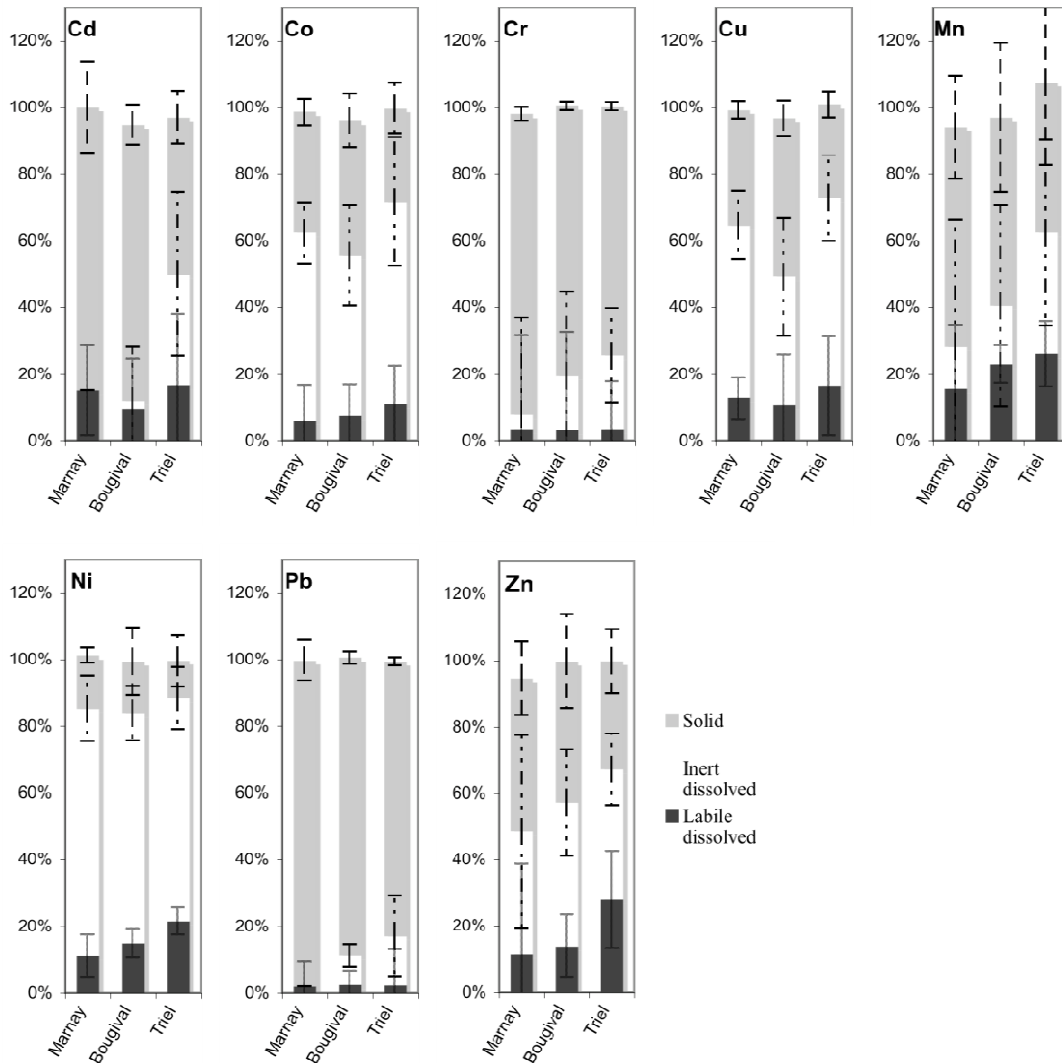 Cd
120%
100%
80%
60%
40%
20%
0%
Marnay
Bougival
Triel
Co
120%
100%
80%
60%
40%
20%
0%
Marnay
Bougival
Triel
Cr
120%
100%
80%
60%
40%
20%
0%
Marnay
Bougival
Triel
Cu
120%
100%
80%
60%
40%
20%
0%
Marnay
Bougival
Triel
Mn
120%
100%
80%
60%
40%
20%
0%
Marnay
Bougival
Triel
Ni
120%
100%
80%
60%
40%
20%
0%
Marnay
Bougival
Triel
Pb
120%
100%
80%
60%
40%
20%
0%
Marnay
Bougival
Triel
Zn
120%
100%
80%
60%
40%
20%
0%
Marnay
Bougival
Triel
Solid
Inert
dissolved
Labile
dissolved